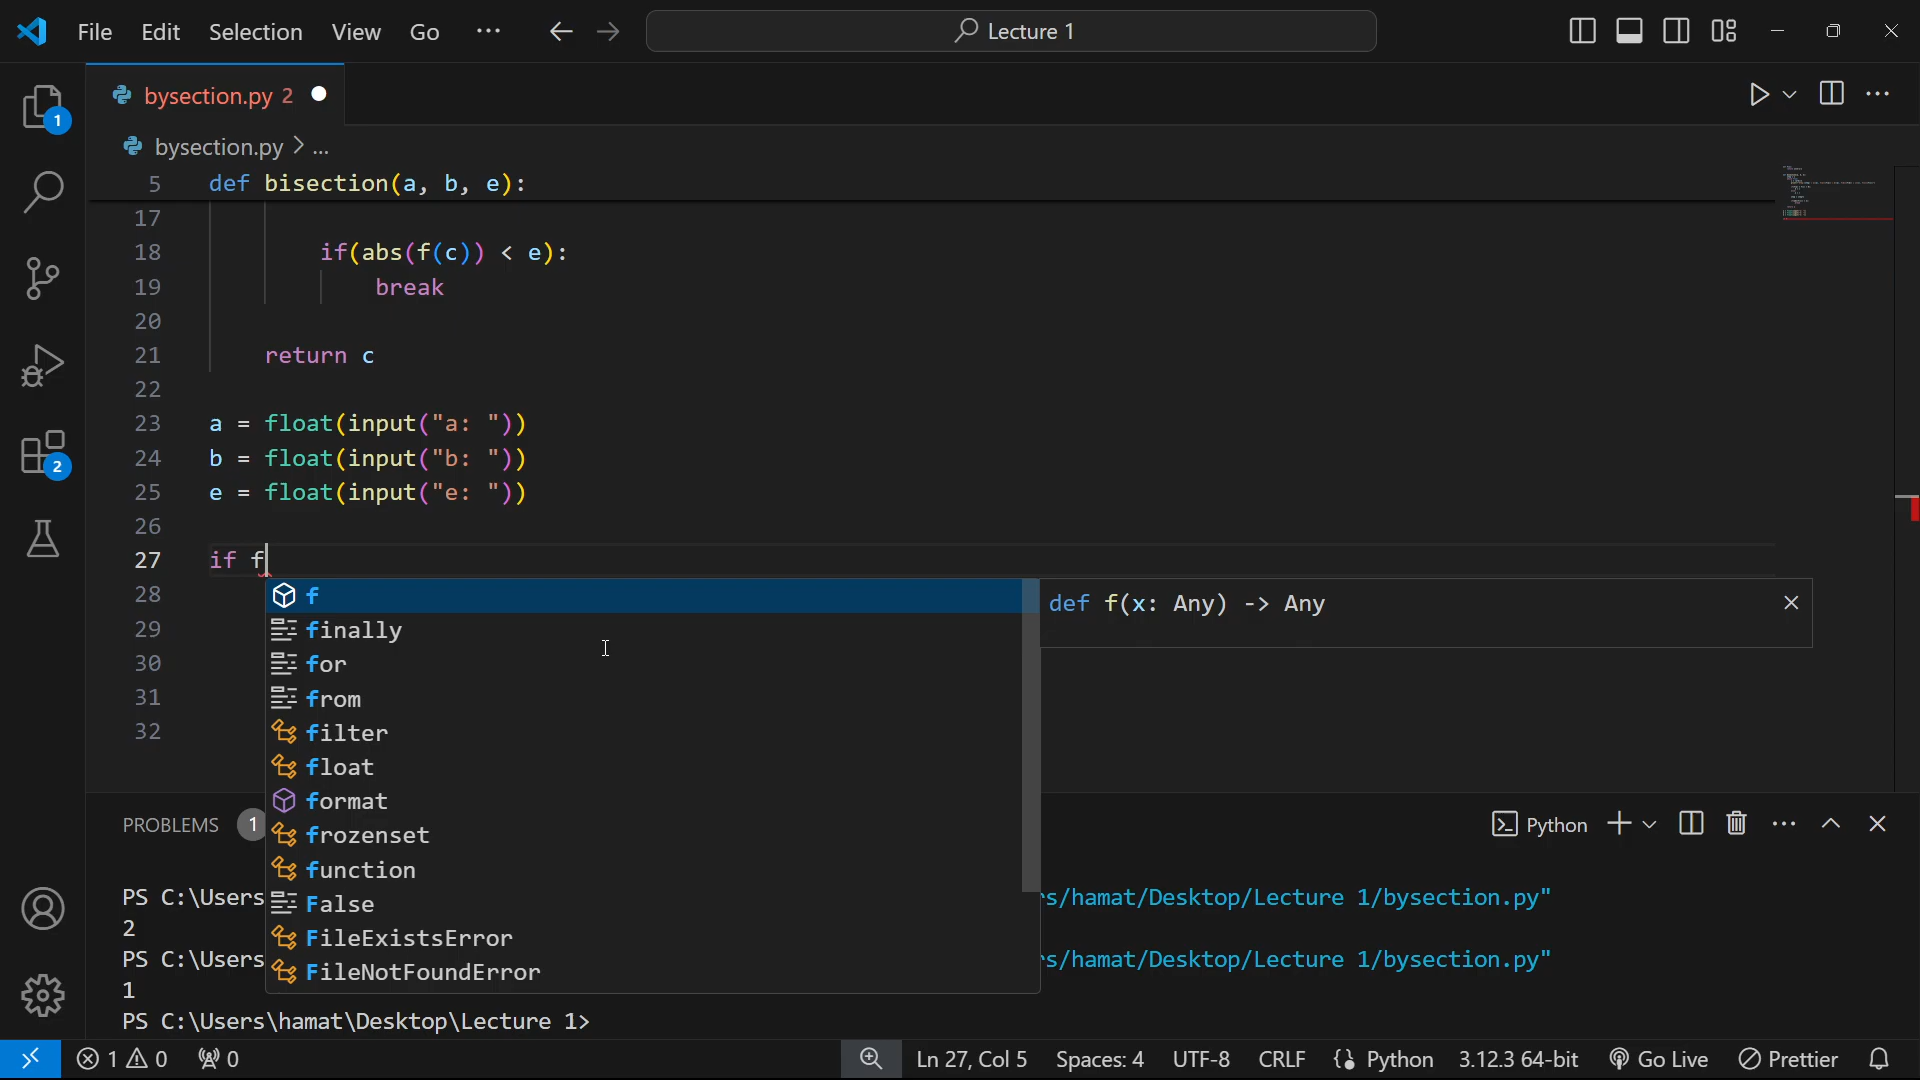 File Edit Selection View Go ... Lecture 1
bysection.py 2
bysection.py > ...
5 def bisection(a, b, e):
17
18 if(abs(f(c)) < e):
19 break
20
21 return c
22
23 a = float(input("a: "))
24 b = float(input("b: "))
25 e = float(input("e: "))
26
27 if f
28 f def f(x: Any) -> Any
29 finally
30 for
31 from
32 filter
float
format
PROBLEMS 1 Python
frozenset
function
PS C:\Users s/hamat/Desktop/Lecture 1/bysection.py"
False
2
FileExistsError
PS C:\Users s/hamat/Desktop/Lecture 1/bysection.py"
FileNotFoundError
1
PS C:\Users\hamat\Desktop\Lecture 1>
1 0 0 Ln 27, Col 5 Spaces: 4 UTF-8 CRLF Python 3.12.3 64-bit Go Live Prettier
1
2